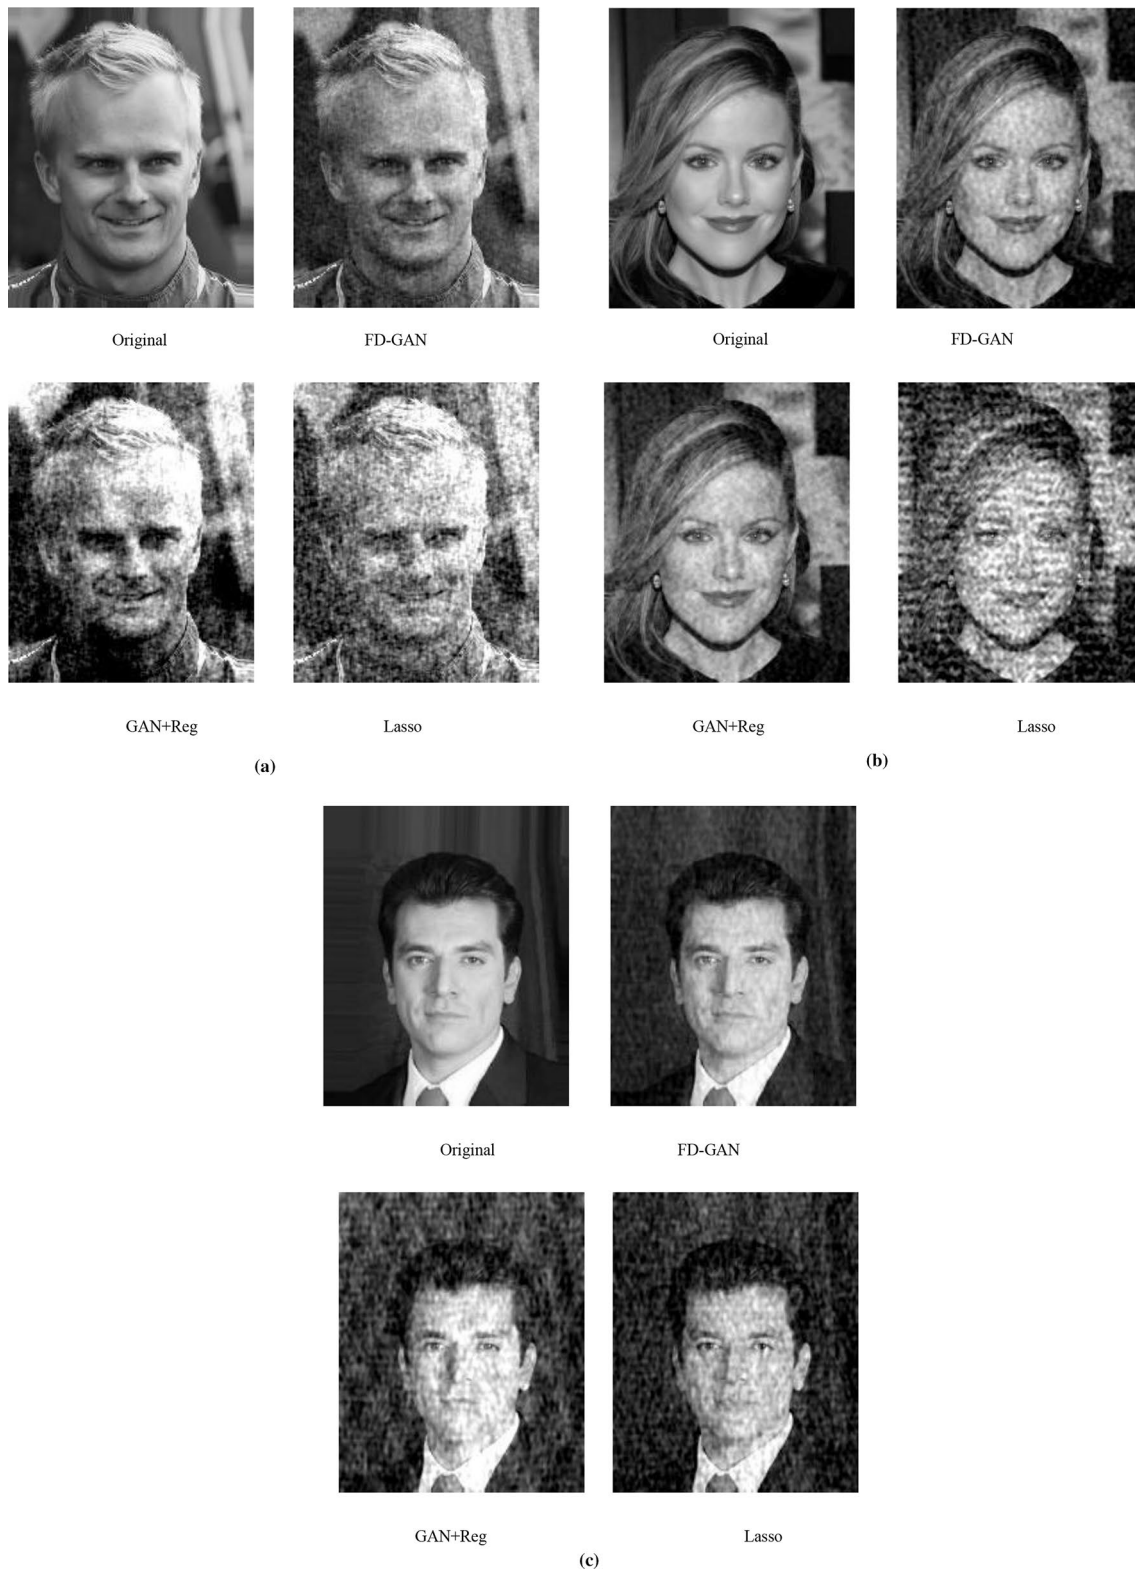 Original
FD-GAN
Original
FD-GAN
GAN+Reg
Lasso
GAN+Reg
Lasso
(a)
(b)
Original
FD-GAN
GAN+Reg
Lasso
(c)